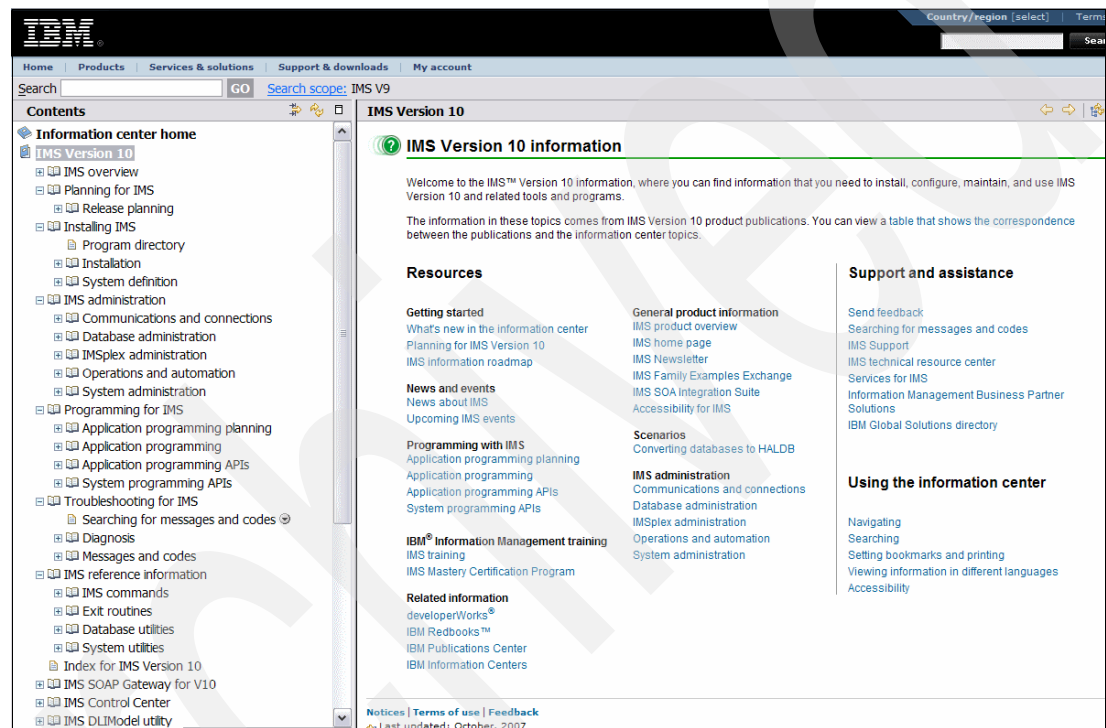 IBM®
Country/region [select] | Terms
Sea
Home | Products | Services & solutions | Support & downloads | My account
Search GO Search scope: IMS V9
Contents
Information center home
IMS Version 10
IMS overview
Planning for IMS
Release planning
Installing IMS
Program directory
Installation
System definition
IMS administration
Communications and connections
Database administration
IMSplex administration
Operations and automation
System administration
Programming for IMS
Application programming planning
Application programming
Application programming APIs
System programming APIs
Troubleshooting for IMS
Searching for messages and codes
Diagnosis
Messages and codes
IMS reference information
IMS commands
Exit routines
Database utilities
System utilities
Index for IMS Version 10
IMS SOAP Gateway for V10
IMS Control Center
IMS DLIModel utility
IMS Version 10
IMS Version 10 information
Welcome to the IMS™ Version 10 information, where you can find information that you need to install, configure, maintain, and use IMS
Version 10 and related tools and programs.
The information in these topics comes from IMS Version 10 product publications. You can view a table that shows the correspondence
between the publications and the information center topics.
Resources
Getting started
What's new in the information center
Planning for IMS Version 10
IMS information roadmap
News and events
News about IMS
Upcoming IMS events
Programming with IMS
Application programming planning
Application programming
Application programming APIs
System programming APIs
IBM® Information Management training
IMS training
IMS Mastery Certification Program
Related information
developerWorks®
IBM Redbooks™
IBM Publications Center
IBM Information Centers
General product information
IMS product overview
IMS home page
IMS Newsletter
IMS Family Examples Exchange
IMS SOA Integration Suite
Accessibility for IMS
Scenarios
Converting databases to HALDB
IMS administration
Communications and connections
Database administration
IMSplex administration
Operations and automation
System administration
Support and assistance
Send feedback
Searching for messages and codes
IMS Support
IMS technical resource center
Services for IMS
Information Management Business Partner
Solutions
IBM Global Solutions directory
Using the information center
Navigating
Searching
Setting bookmarks and printing
Viewing information in different languages
Accessibility
Notices | Terms of use | Feedback
Last updated: October, 2007